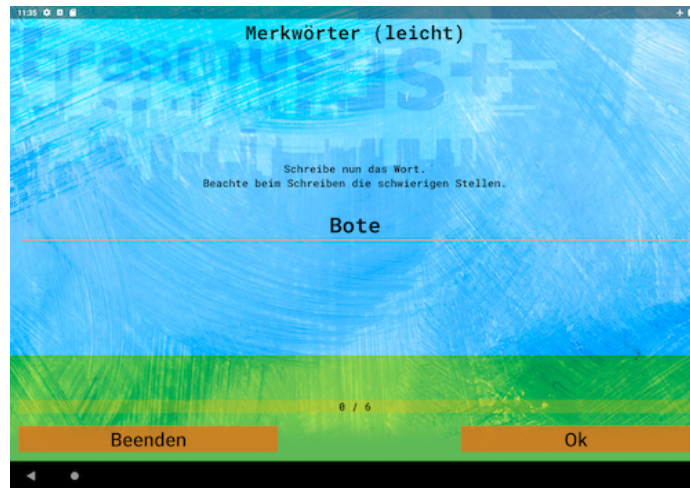 11:35
Merkwörter (leicht)
Erasmus+
Schreibe nun das Wort.
Beachte beim Schreiben die schwierigen Stellen.
Bote
0 / 6
Beenden
Ok